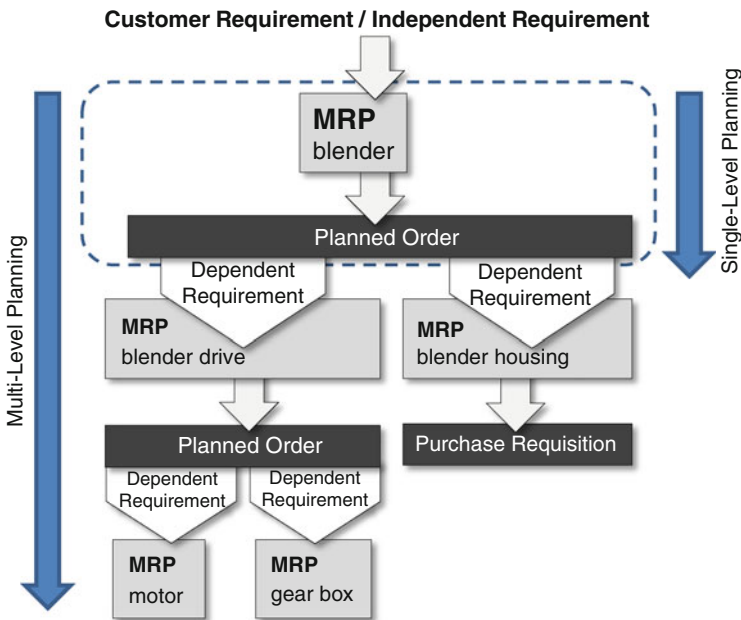 Customer Requirement / Independent Requirement
MRP
blender
Planned Order
Dependent
Requirement
Dependent
Requirement
MRP
blender drive
MRP
blender housing
Planned Order
Purchase Requisition
Dependent
Requirement
Dependent
Requirement
MRP
motor
MRP
gear box
Multi-Level Planning
Single-Level Planning